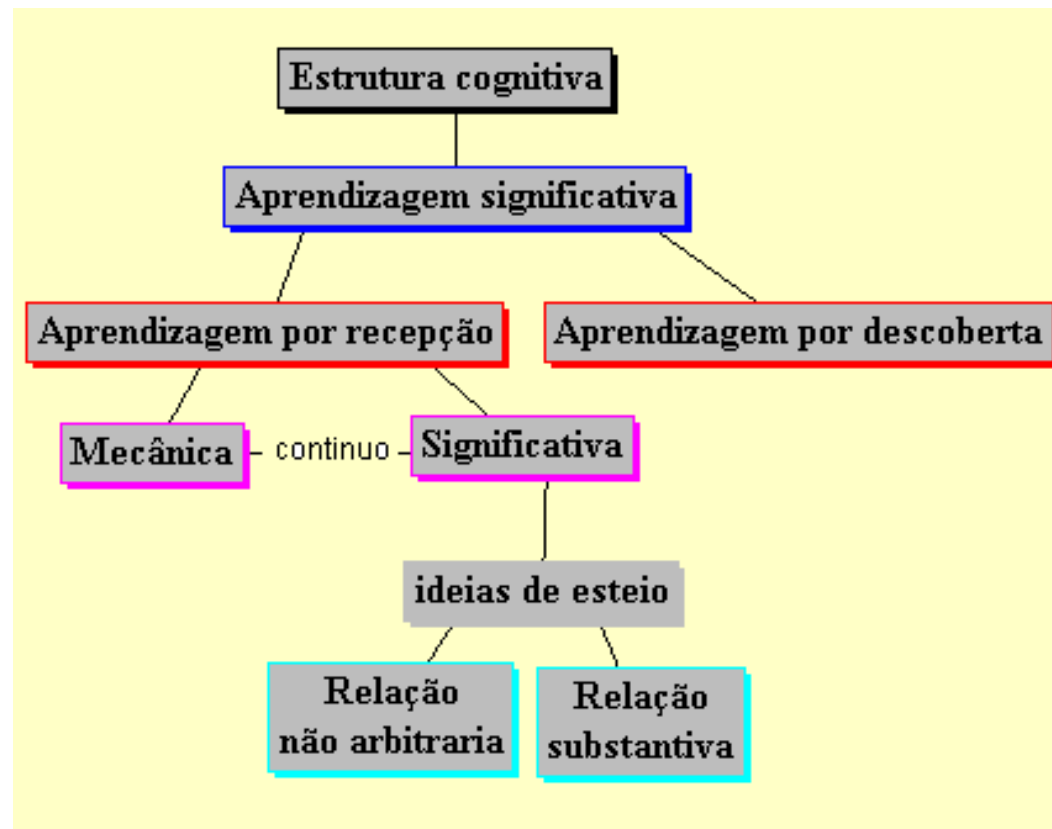 Estrutura cognitiva
Aprendizagem significativa
Aprendizagem por recepção
Aprendizagem por descoberta
Mecânica
continuo
Significativa
ideias de esteio
Relação
não arbitraria
Relação
substantiva